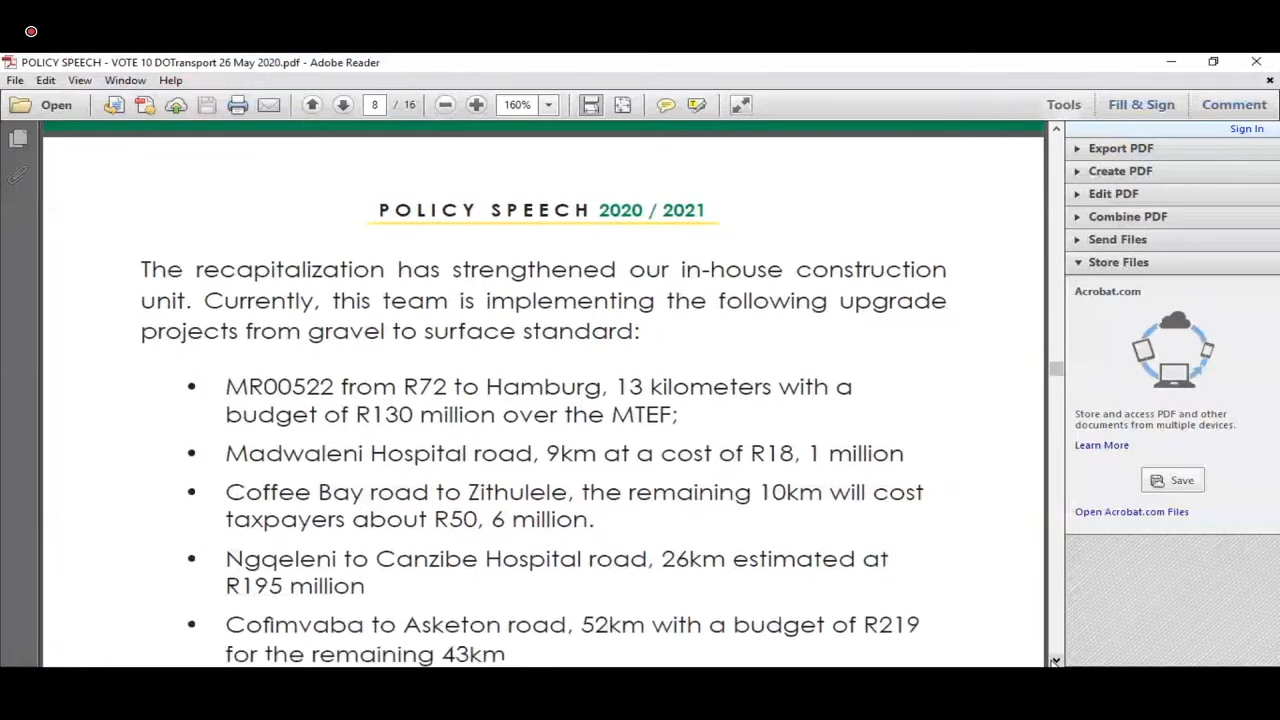 POLICY SPEECH - VOTE 10 DOTransport 26 May 2020.pdf - Adobe Reader
File Edit View Window Help
Open 8 / 16 160% Tools Fill & Sign Comment
Sign In
Export PDF
Create PDF
Edit PDF
Combine PDF
Send Files
Store Files
Acrobat.com
Store and access PDF and other
documents from multiple devices.
Learn More
Save
Open Acrobat.com Files
POLICY SPEECH 2020 / 2021
The recapitalization has strengthened our in-house construction
unit. Currently, this team is implementing the following upgrade
projects from gravel to surface standard:
• MR00522 from R72 to Hamburg, 13 kilometers with a
budget of R130 million over the MTEF;
• Madwaleni Hospital road, 9km at a cost of R18, 1 million
• Coffee Bay road to Zithulele, the remaining 10km will cost
taxpayers about R50, 6 million.
• Ngqeleni to Canzibe Hospital road, 26km estimated at
R195 million
• Cofimvaba to Asketon road, 52km with a budget of R219
for the remaining 43km